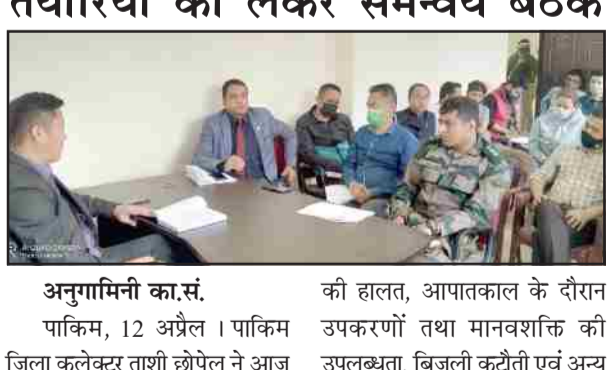 तैयारियों को लेकर समन्वय बैठक
अनुगामिनी का.सं.
पाकिम, 12 अप्रैल । पाकिम
जिला कलेक्टर ताशी छोपेल ने आज
की हालत, आपातकाल के दौरान
उपकरणों तथा मानवशक्ति की
उपलब्धता, बिजली कटौती एवं अन्य